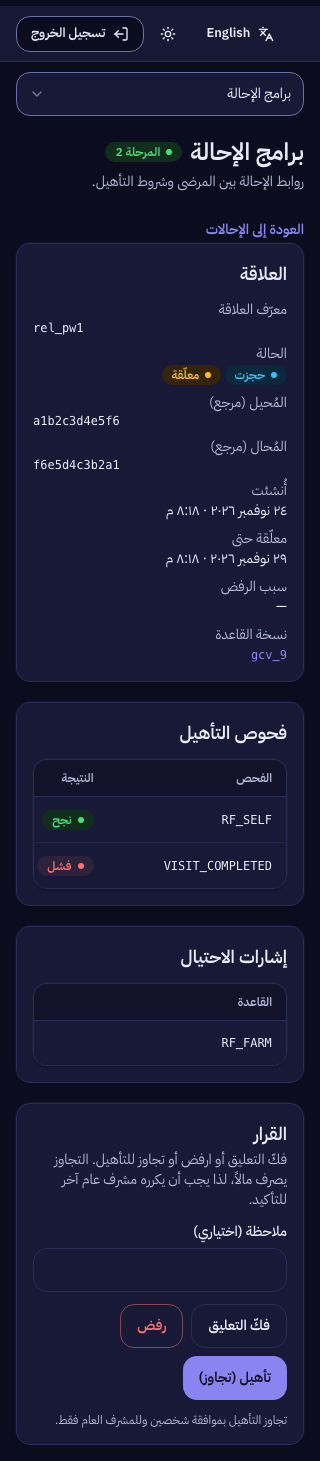 English
تسجيل الخروج
برامج الإحالة
برامج الإحالة
المرحلة 2
روابط الإحالة بين المرضى وشروط التأهيل.
العودة إلى الإحالات
العلاقة
معرّف العلاقة
rel_pw1
الحالة
حجزت
معلّقة
المُحيل (مرجع)
a1b2c3d4e5f6
المُحال (مرجع)
f6e5d4c3b2a1
أُنشئت
٢٤ نوفمبر ٢٠٢٦ · ٨:١٨ م
معلّقة حتى
٢٩ نوفمبر ٢٠٢٦ · ٨:١٨ م
سبب الرفض
—
نسخة القاعدة
gcv_9
فحوص التأهيل
الفحص
النتيجة
RF_SELF
نجح
VISIT_COMPLETED
فشل
إشارات الاحتيال
القاعدة
RF_FARM
القرار
فكّ التعليق أو ارفض أو تجاوز للتأهيل. التجاوز
يصرف مالاً، لذا يجب أن يكرره مشرف عام آخر
للتأكيد.
ملاحظة (اختياري)
فكّ التعليق
رفض
تأهيل (تجاوز)
تجاوز التأهيل بموافقة شخصين وللمشرف العام فقط.